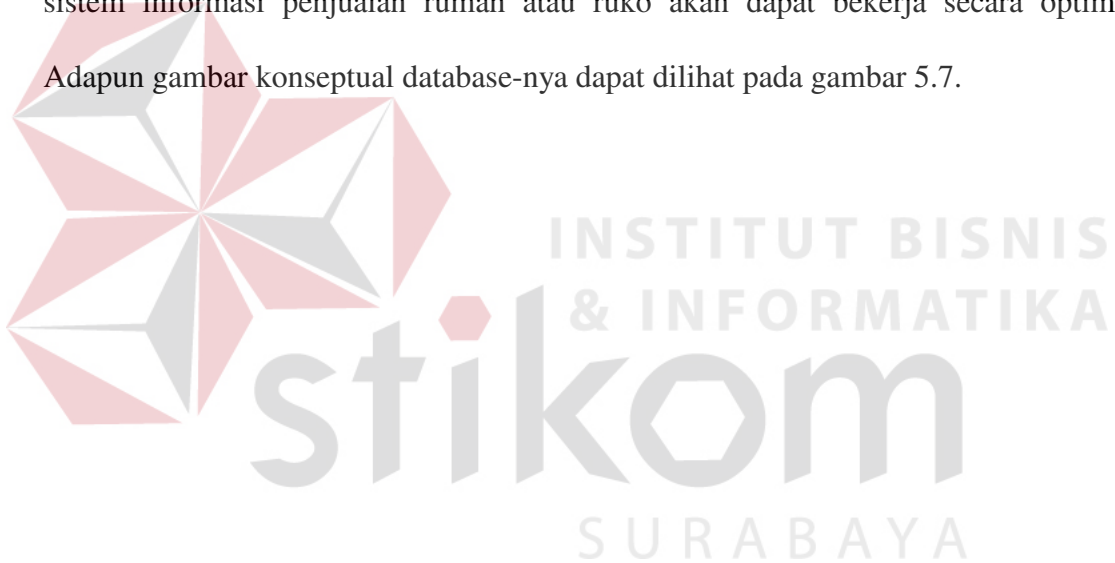 sistem informasi penjualan rumah atau ruko akan dapat bekerja secara optim
Adapun gambar konseptual database-nya dapat dilihat pada gambar 5.7.
INSTITUT BISNIS
& INFORMATIKA
stikom
SURABAYA